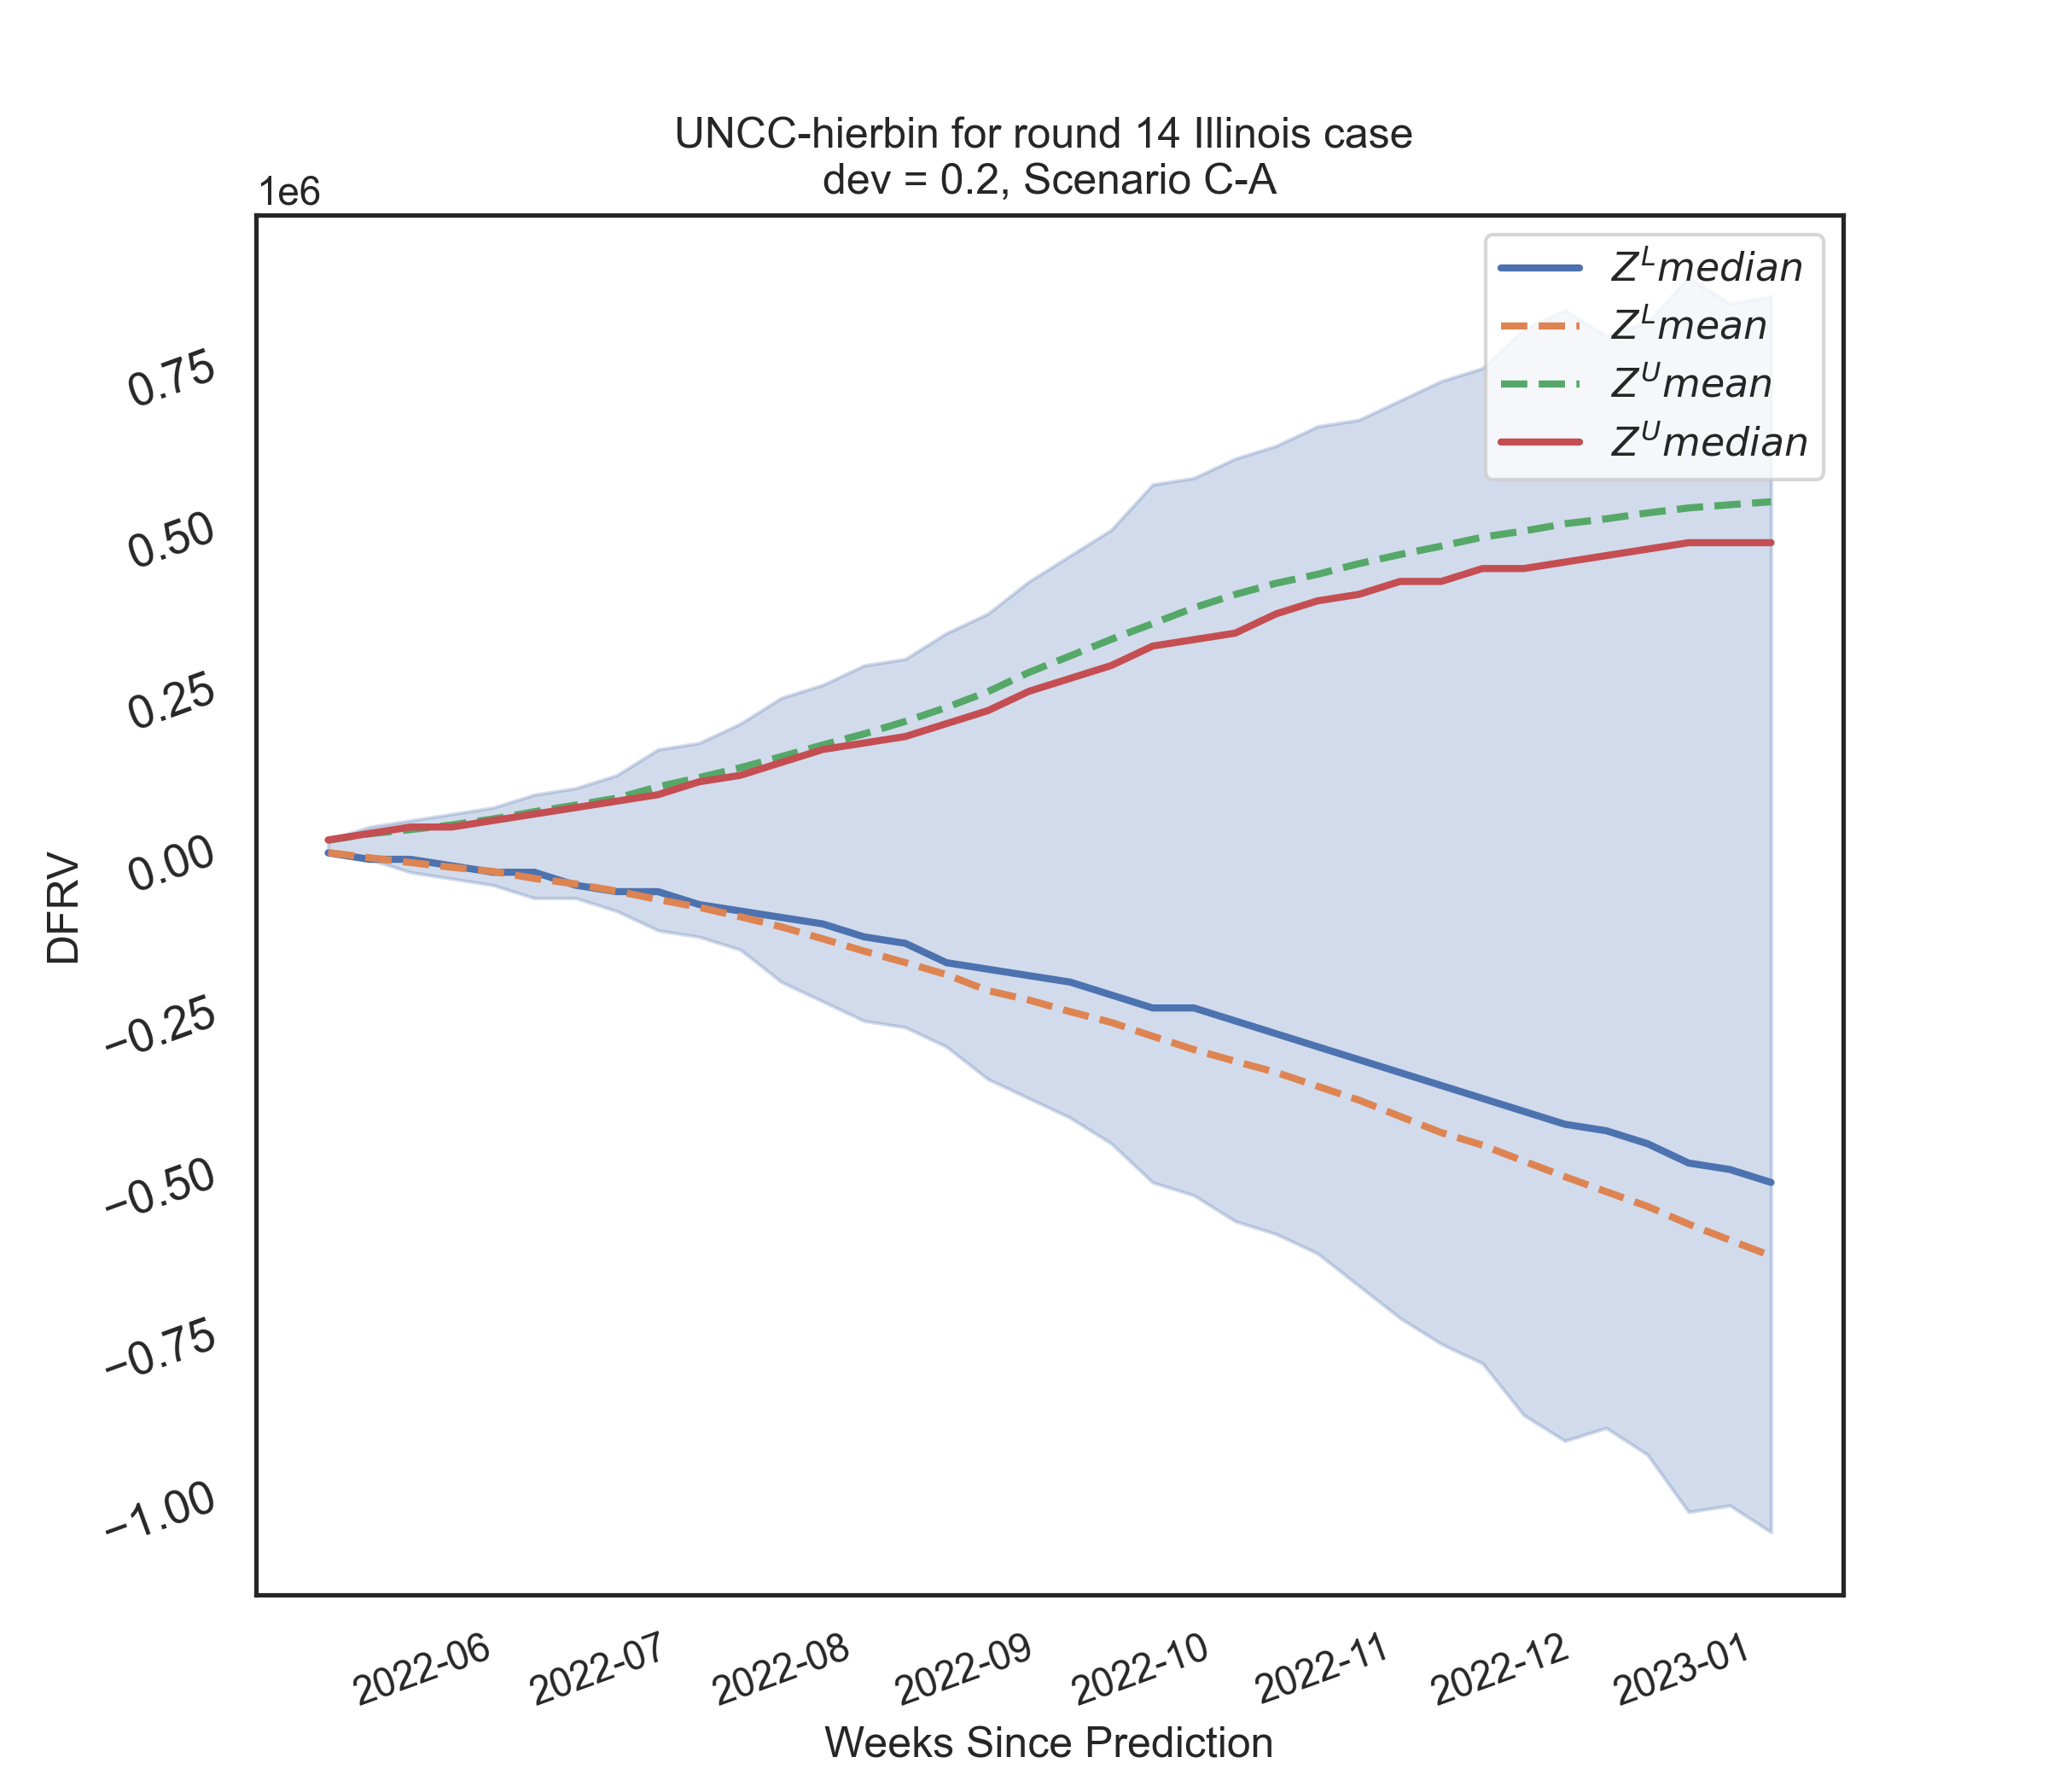 UNCC-hierbin for round 14 Illinois case
dev = 0.2, Scenario C-A
1e6
Z^L median
Z^L mean
Z^U mean
Z^U median
0.75
0.50
0.25
0.00
−0.25
−0.50
−0.75
−1.00
DFRV
2022-06
2022-07
2022-08
2022-09
2022-10
2022-11
2022-12
2023-01
Weeks Since Prediction